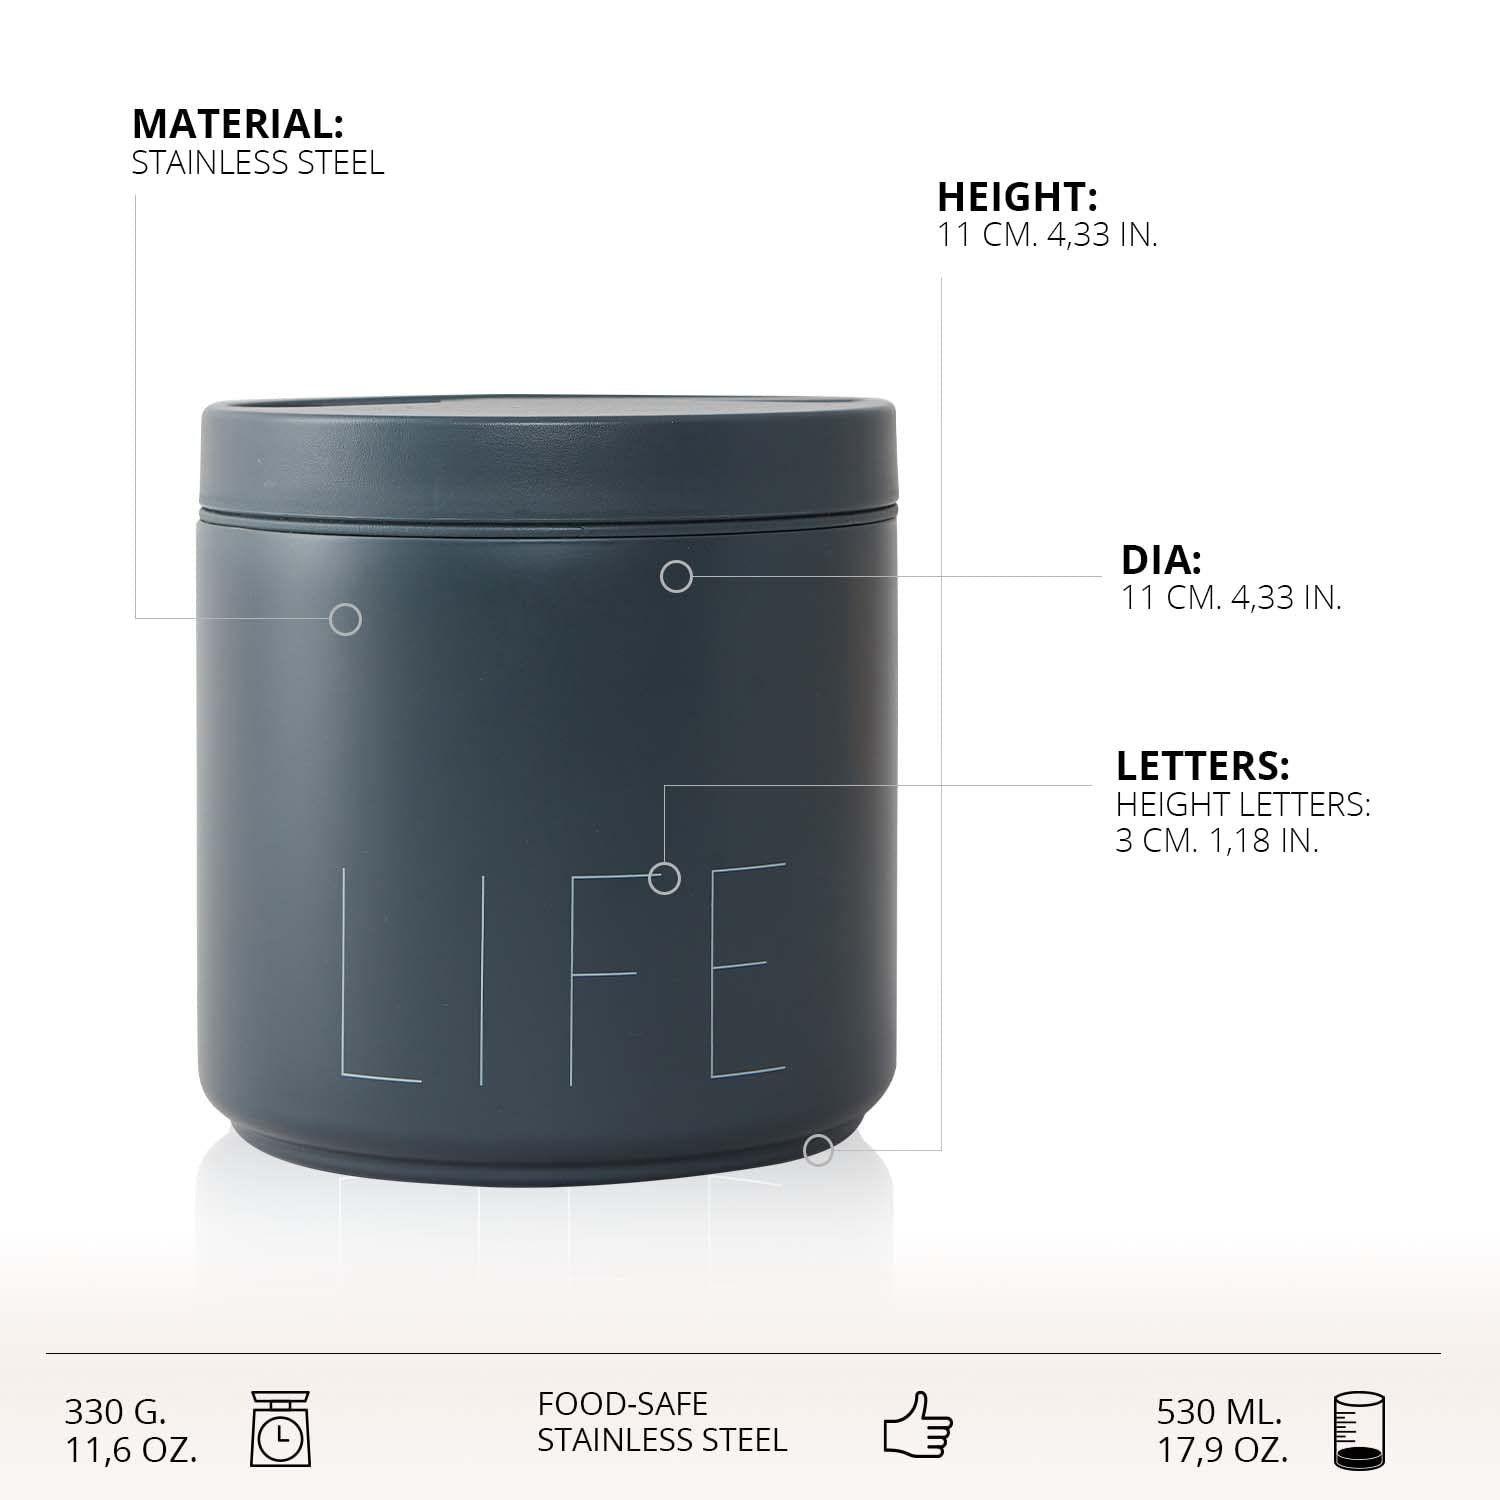 MATERIAL:
STAINLESS STEEL
HEIGHT:
11 CM. 4,33 IN.
DIA:
11 CM. 4,33 IN.
LETTERS:
HEIGHT LETTERS:
3 CM. 1,18 IN.
LIFE
330 G.
11,6 OZ.
FOOD-SAFE
STAINLESS STEEL
530 ML.
17,9 OZ.